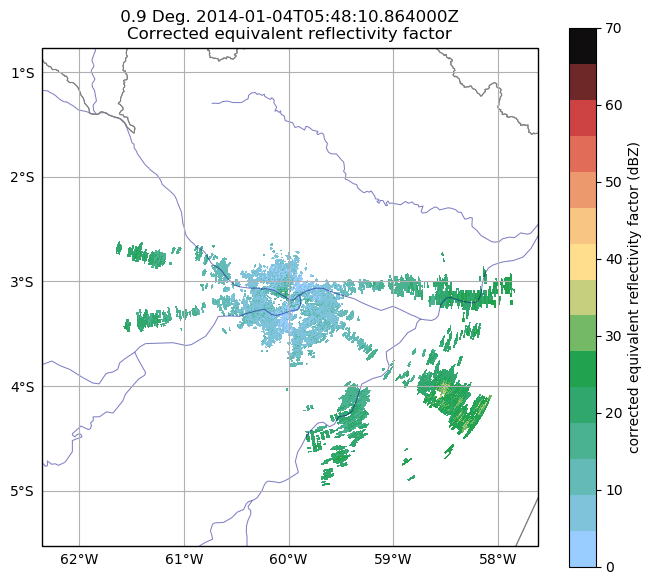 0.9 Deg. 2014-01-04T05:48:10.864000Z
Corrected equivalent reflectivity factor
1°S
2°S
3°S
4°S
5°S
62°W 61°W 60°W 59°W 58°W
70
60
50
40
30
20
10
0
corrected equivalent reflectivity factor (dBZ)